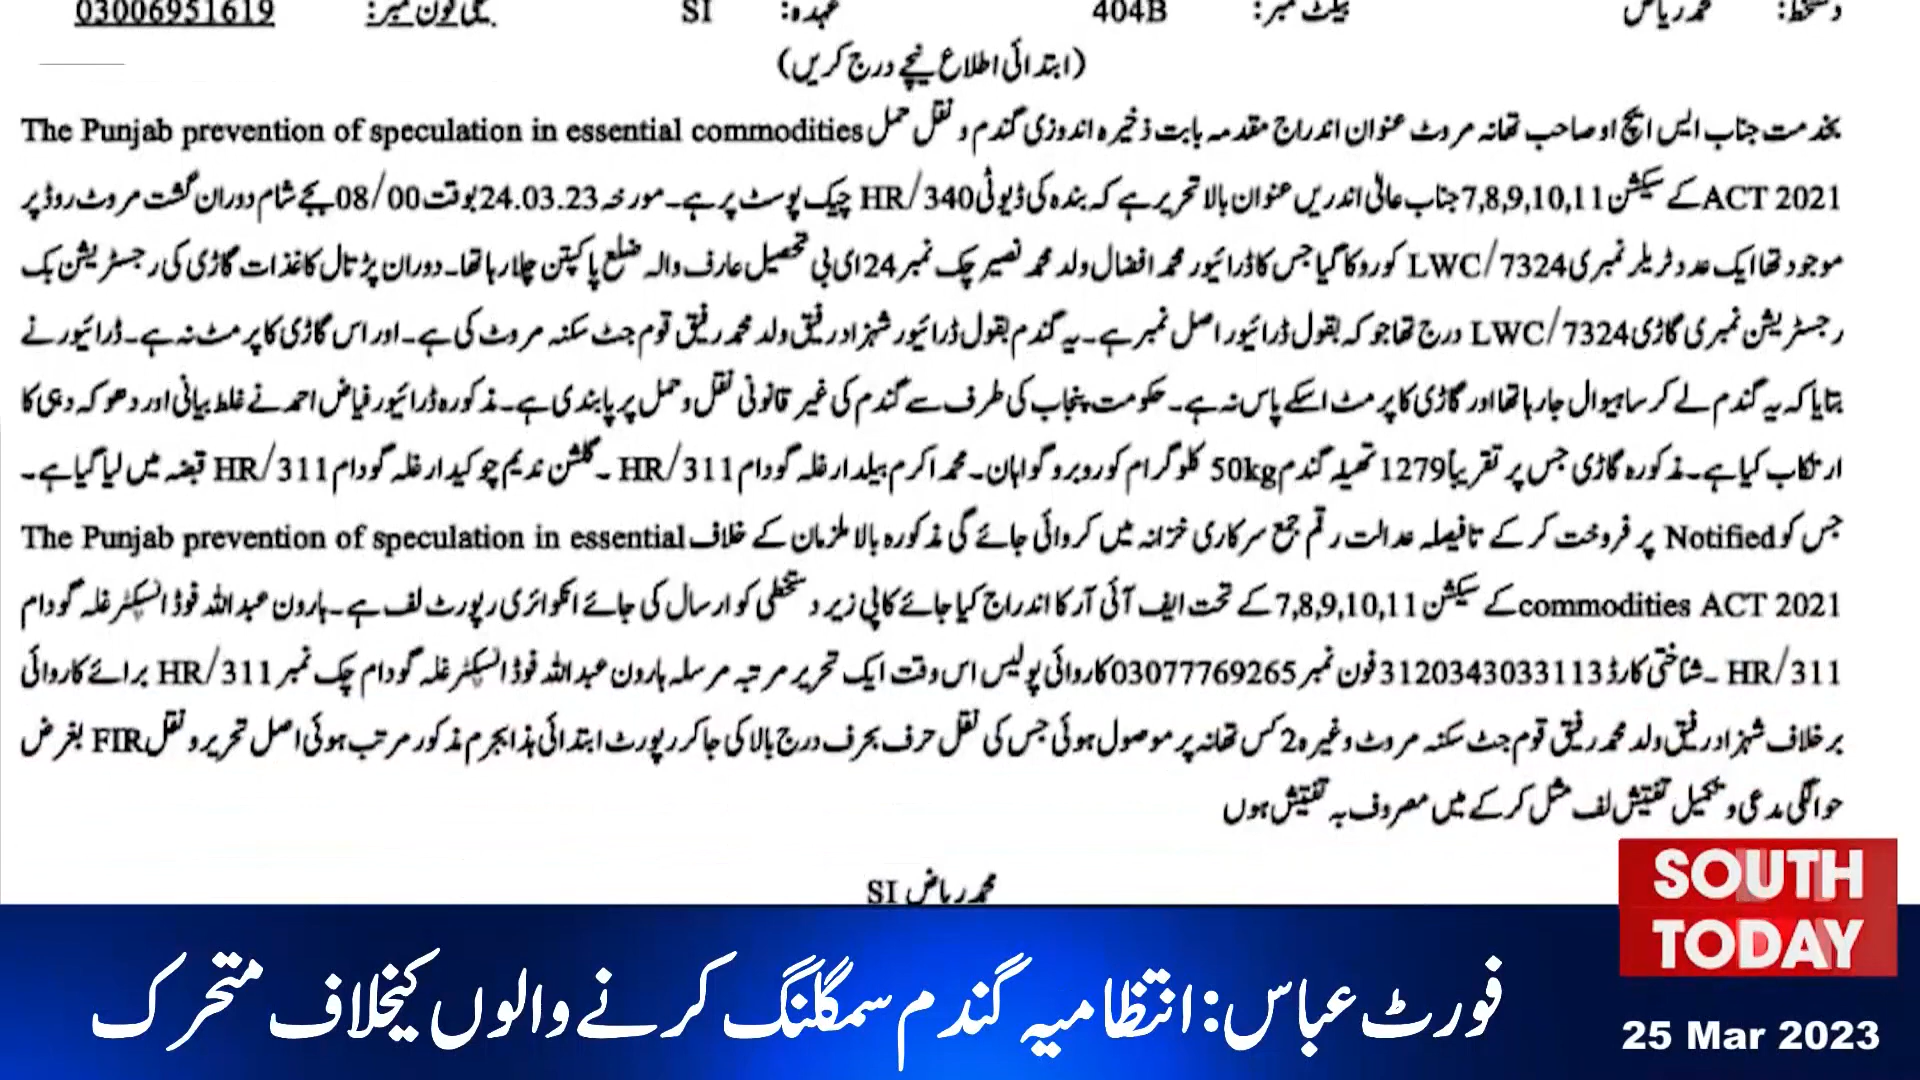 دستخط: محمد ریاض بیلٹ نمبر: 404B عہدہ: SI ٹیلی فون نمبر: 03006951619
(ابتدائی اطلاع نیچے درج کریں)
بخدمت جناب ایس ایچ او صاحب تھانہ مروٹ عنوان اندراج مقدمہ بابت ذخیرہ اندوزی گندم و نقل حمل The Punjab prevention of speculation in essential commodities
ACT 2021 کے سیکشن 7,8,9,10,11 جناب عالی اندریں عنوان بالا تحریر ہے کہ بندہ کی ڈیوٹی HR/340 چیک پوسٹ پر ہے۔ مورخہ 24.03.23 بوقت 08/00 بجے شام دوران گشت مروٹ روڈ پر
موجود تھا ایک عدد ٹریلر نمبری LWC/7324 کو روکا گیا جس کا ڈرائیور محمد افضال ولد محمد نصیر چک نمبر 24 ای بی تحصیل عارف والہ ضلع پاکپتن چلا رہا تھا۔ دوران پڑتال کاغذات گاڑی کی رجسٹریشن بک
رجسٹریشن نمبری گاڑی LWC/7324 درج تھا جو کہ بقول ڈرائیور اصل نمبر ہے۔ یہ گندم بقول ڈرائیور شہزاد رفیق ولد محمد رفیق قوم جٹ سکنہ مروٹ کی ہے۔ اور اس گاڑی کا پرمٹ نہ ہے۔ ڈرائیور نے
بتایا کہ یہ گندم لے کر ساہیوال جا رہا تھا اور گاڑی کا پرمٹ اسکے پاس نہ ہے۔ حکومت پنجاب کی طرف سے گندم کی غیر قانونی نقل و حمل پر پابندی ہے۔ مذکورہ ڈرائیور فیاض احمد نے غلط بیانی اور دھوکہ دہی کا
ارتکاب کیا ہے۔ مذکورہ گاڑی جس پر تقریباً 1279 تھیلہ گندم 50kg کلو گرام کو روبرو گواہان۔ محمد اکرم بیلدار غلہ گودام HR/311 ۔ گلشن ندیم چوکیدار غلہ گودام HR/311 قبضہ میں لیا گیا ہے۔
جس کو Notified پر فروخت کر کے تافیصلہ عدالت رقم جمع سرکاری خزانہ میں کروائی جائے گی مذکورہ بالا ملزمان کے خلاف The Punjab prevention of speculation in essential
commodities ACT 2021 کے سیکشن 7,8,9,10,11 کے تحت ایف آئی آر کا اندراج کیا جائے کاپی زیر دستخطی کو ارسال کی جائے انکوائری رپورٹ لف ہے۔ ہارون عبداللہ فوڈ انسپکٹر غلہ گودام
HR/311 ۔ شناختی کارڈ 3120343033113 فون نمبر 03077769265 کاروائی پولیس اس وقت ایک تحریر مرتبہ مرسلہ ہارون عبداللہ فوڈ انسپکٹر غلہ گودام چک نمبر HR/311 برائے کاروائی
برخلاف شہزاد رفیق ولد محمد رفیق قوم جٹ سکنہ مروٹ وغیرہ 2 کس تھانہ پر موصول ہوئی جس کی نقل حرف بحرف درج بالا کی جا کر رپورٹ ابتدائی ہذا بجرم مذکور مرتب ہوئی اصل تحریر و نقل FIR بغرض
حوالگی مدعی و تکمیل تفتیش لف مثل کر کے میں مصروف بہ تفتیش ہوں
محمد ریاض SI
SOUTH
TODAY
فورٹ عباس: انتظامیہ گندم سمگلنگ کرنے والوں کیخلاف متحرک
25 Mar 2023